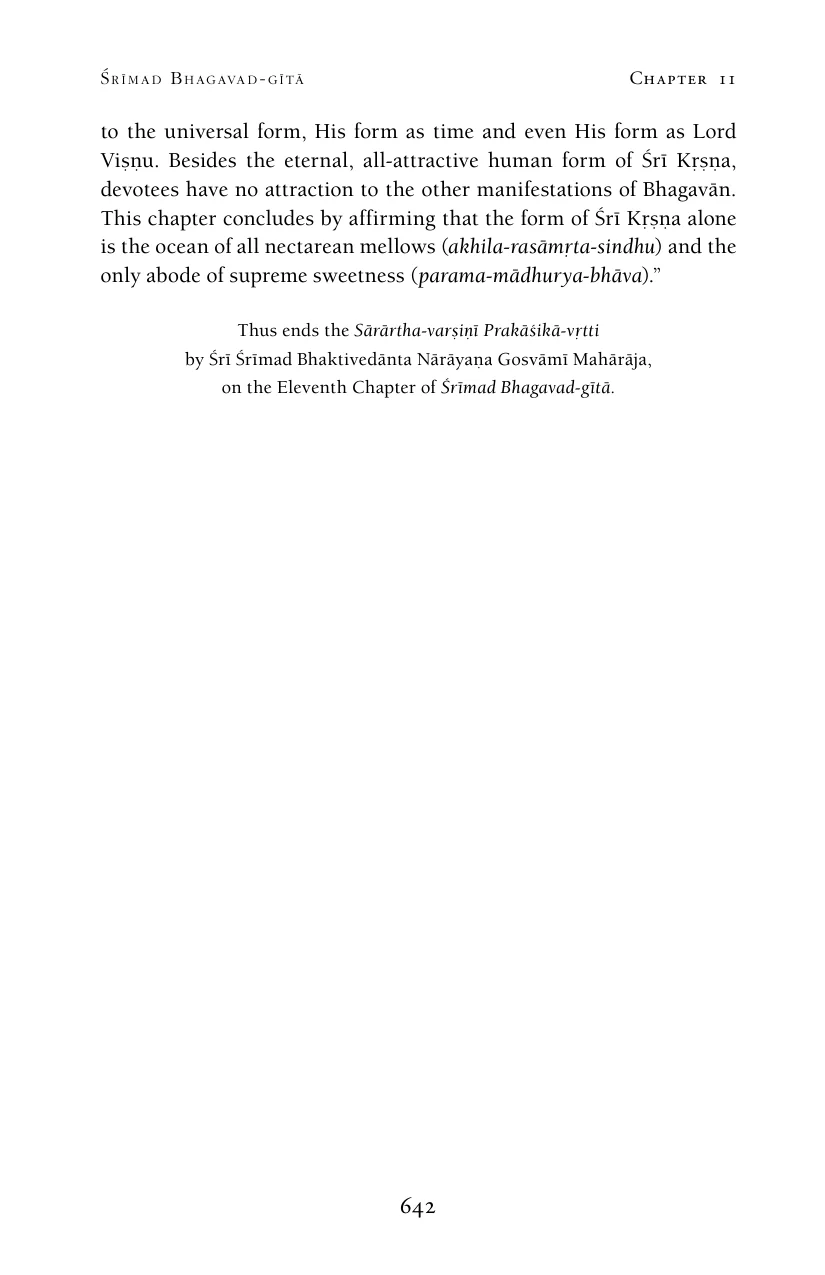 Śrīmad Bhagavad-gītā Chapter 11
to the universal form, His form as time and even His form as Lord
Viṣṇu. Besides the eternal, all-attractive human form of Śrī Kṛṣṇa,
devotees have no attraction to the other manifestations of Bhagavān.
This chapter concludes by affirming that the form of Śrī Kṛṣṇa alone
is the ocean of all nectarean mellows (akhila-rasāmṛta-sindhu) and the
only abode of supreme sweetness (parama-mādhurya-bhāva).”
Thus ends the Sārārtha-varṣiṇī Prakāśikā-vṛtti
by Śrī Śrīmad Bhaktivedānta Nārāyaṇa Gosvāmī Mahārāja,
on the Eleventh Chapter of Śrīmad Bhagavad-gītā.
642